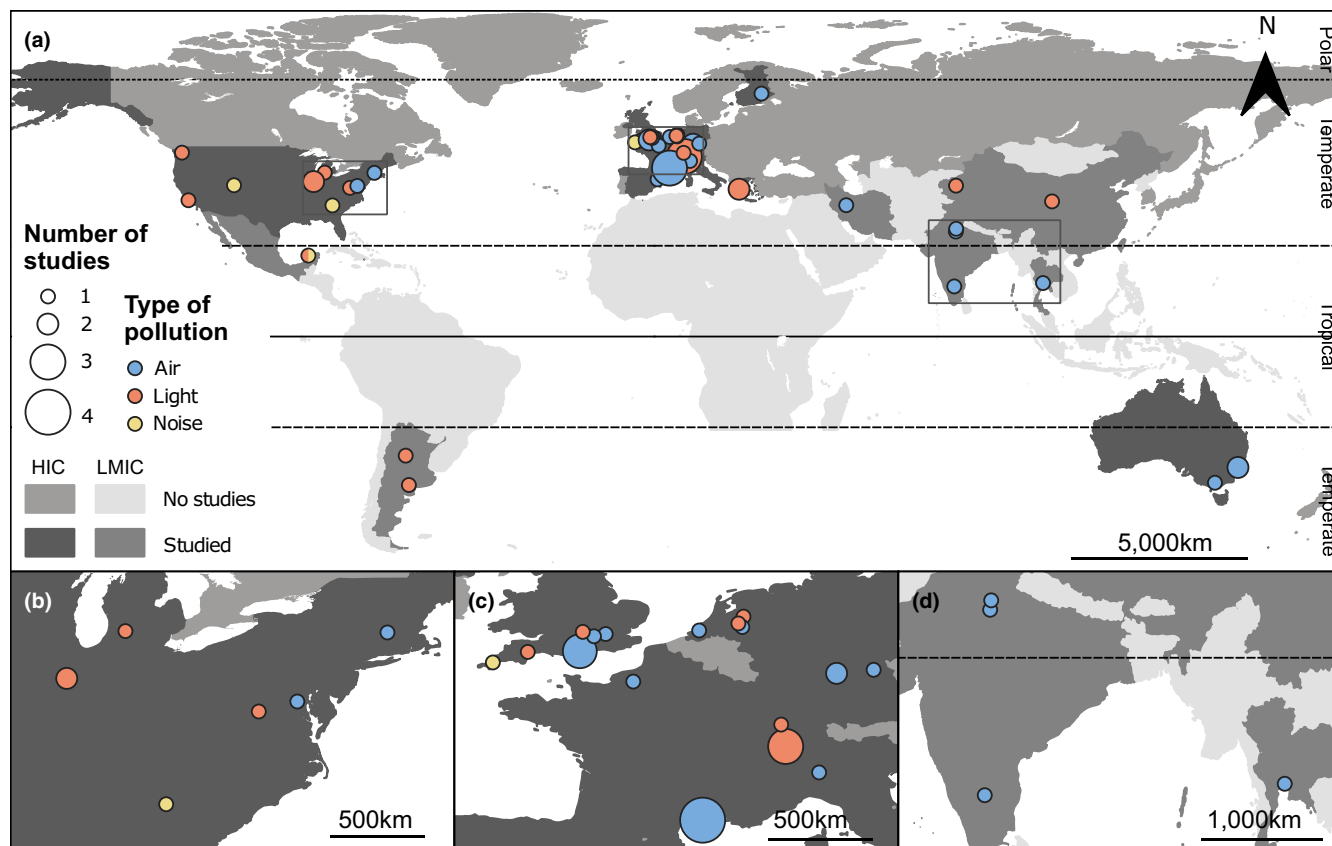 (a)
N
Polar
Temperate
Tropical
Temperate
Number of
studies
1
2
3
4
Type of
pollution
Air
Light
Noise
HIC LMIC
No studies
Studied
5,000km
(b)
500km
(c)
500km
(d)
1,000km